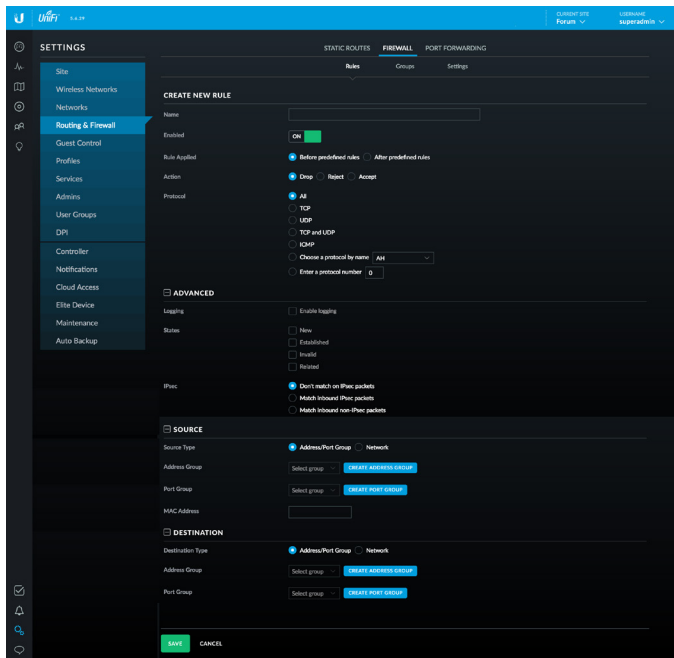 U UniFi 5.6.29 CURRENT SITE USERNAME
Forum superadmin
SETTINGS STATIC ROUTES FIREWALL PORT FORWARDING
Rules Groups Settings
Site
Wireless Networks
Networks
Routing & Firewall
Guest Control
Profiles
Services
Admins
User Groups
DPI
Controller
Notifications
Cloud Access
Elite Device
Maintenance
Auto Backup
CREATE NEW RULE
Name
Enabled ON
Rule Applied Before predefined rules After predefined rules
Action Drop Reject Accept
Protocol All
TCP
UDP
TCP and UDP
ICMP
Choose a protocol by name AH
Enter a protocol number 0
ADVANCED
Logging Enable logging
States New
Established
Invalid
Related
IPsec Don't match on IPsec packets
Match inbound IPsec packets
Match inbound non-IPsec packets
SOURCE
Source Type Address/Port Group Network
Address Group Select group CREATE ADDRESS GROUP
Port Group Select group CREATE PORT GROUP
MAC Address
DESTINATION
Destination Type Address/Port Group Network
Address Group Select group CREATE ADDRESS GROUP
Port Group Select group CREATE PORT GROUP
SAVE CANCEL